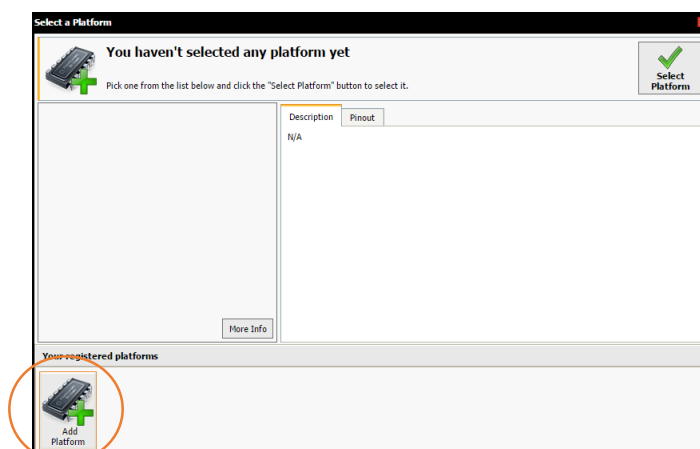 Select a Platform
You haven't selected any platform yet
Pick one from the list below and click the "Select Platform" button to select it.
Select
Platform
Description
Pinout
N/A
More Info
Your registered platforms
Add
Platform